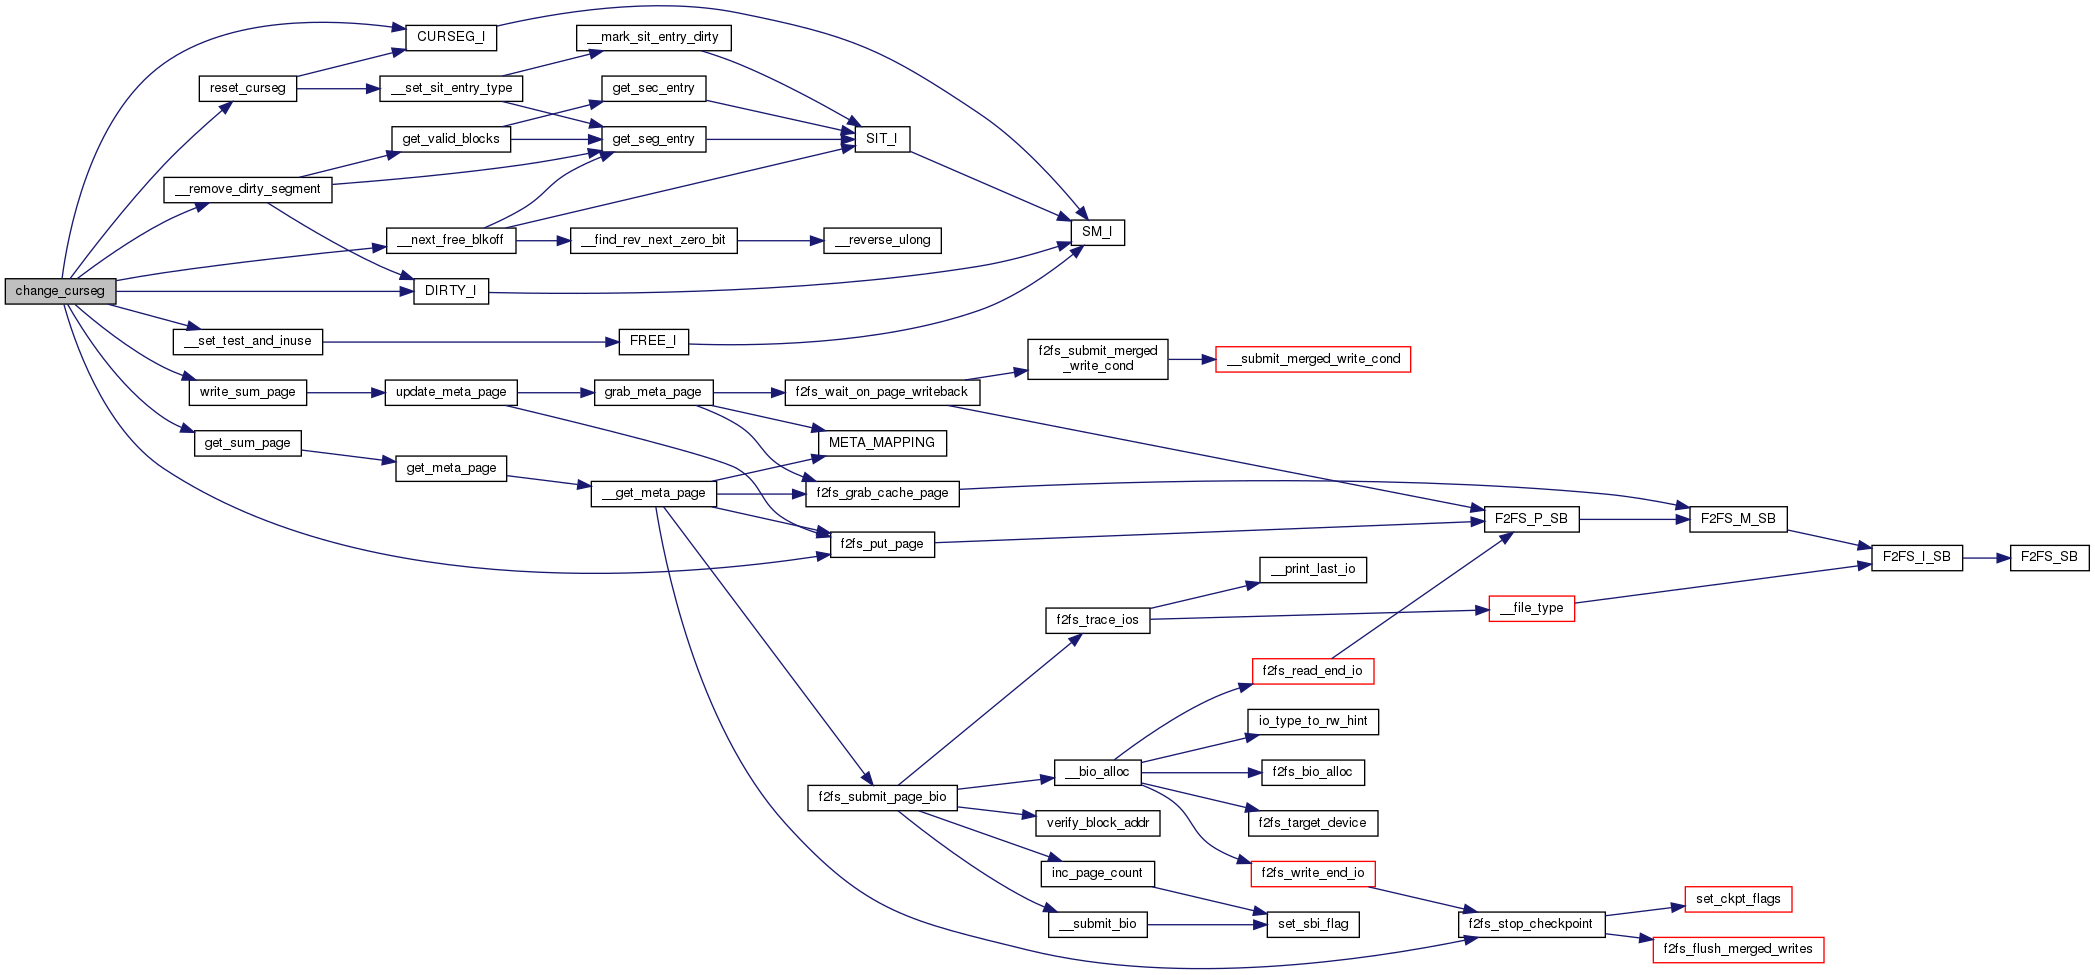 CURSEG_I
__mark_sit_entry_dirty
reset_curseg
__set_sit_entry_type
get_sec_entry
get_valid_blocks
get_seg_entry
SIT_I
__remove_dirty_segment
SM_I
__next_free_blkoff
__find_rev_next_zero_bit
__reverse_ulong
change_curseg
DIRTY_I
__set_test_and_inuse
FREE_I
f2fs_submit_merged
_write_cond
__submit_merged_write_cond
write_sum_page
update_meta_page
grab_meta_page
f2fs_wait_on_page_writeback
get_sum_page
META_MAPPING
get_meta_page
__get_meta_page
f2fs_grab_cache_page
F2FS_P_SB
F2FS_M_SB
f2fs_put_page
F2FS_I_SB
F2FS_SB
__print_last_io
f2fs_trace_ios
__file_type
f2fs_read_end_io
io_type_to_rw_hint
__bio_alloc
f2fs_bio_alloc
f2fs_submit_page_bio
verify_block_addr
f2fs_target_device
inc_page_count
f2fs_write_end_io
set_ckpt_flags
__submit_bio
set_sbi_flag
f2fs_stop_checkpoint
f2fs_flush_merged_writes